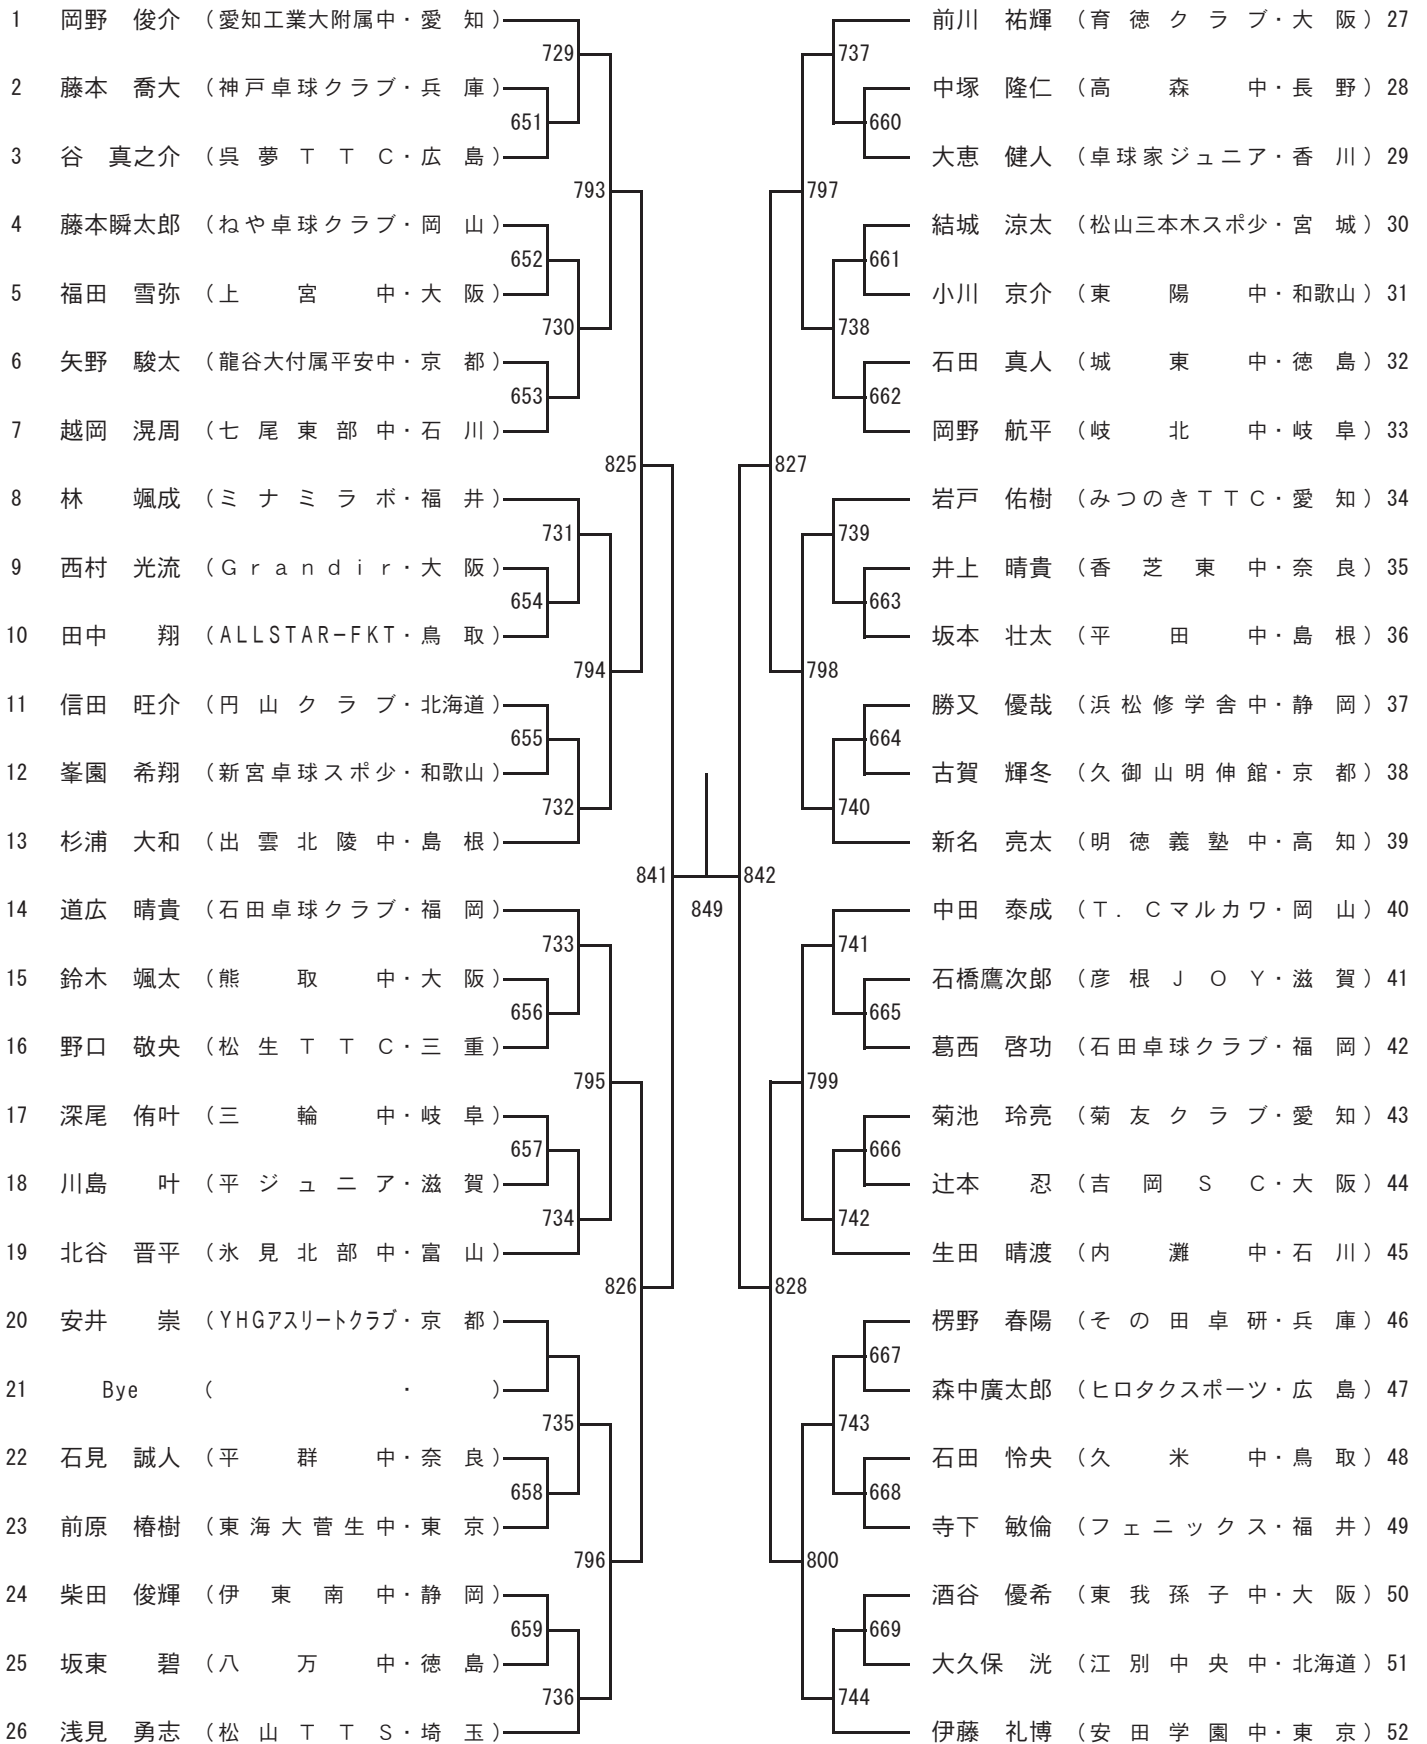 1 岡野 俊介 （愛知工業大附属中・愛 知）
729
2 藤本 喬大 （神戸卓球クラブ・兵 庫）
651
3 谷 真之介 （呉 夢 Ｔ Ｔ Ｃ・広 島）
793
4 藤本瞬太郎 （ねや卓球クラブ・岡 山）
652
5 福田 雪弥 （上 宮 中・大 阪）
730
6 矢野 駿太 （龍谷大付属平安中・京 都）
653
7 越岡 滉周 （七 尾 東 部 中・石 川）
825
8 林 颯成 （ミ ナ ミ ラ ボ・福 井）
731
9 西村 光流 （Ｇｒａｎｄｉｒ・大 阪）
654
10 田中 翔 （ALLSTAR−FKT・鳥 取）
794
11 信田 旺介 （円 山 ク ラ ブ・北海道）
655
12 峯園 希翔 （新宮卓球スポ少・和歌山）
732
13 杉浦 大和 （出 雲 北 陵 中・島 根）
841
14 道広 晴貴 （石田卓球クラブ・福 岡）
733
15 鈴木 颯太 （熊 取 中・大 阪）
656
16 野口 敬央 （松 生 Ｔ Ｔ Ｃ・三 重）
795
17 深尾 侑叶 （三 輪 中・岐 阜）
657
18 川島 叶 （平 ジ ュ ニ ア・滋 賀）
734
19 北谷 晋平 （氷 見 北 部 中・富 山）
826
20 安井 崇 （YHGアスリートクラブ・京 都）
21 Bye （ ・ ）
735
22 石見 誠人 （平 群 中・奈 良）
658
23 前原 椿樹 （東 海 大 菅 生 中・東 京）
796
24 柴田 俊輝 （伊 東 南 中・静 岡）
659
25 坂東 碧 （八 万 中・徳 島）
736
26 浅見 勇志 （松 山 Ｔ Ｔ Ｓ・埼 玉）
849
前川 祐輝 （育 徳 ク ラ ブ・大 阪）27
737
中塚 隆仁 （高 森 中・長 野）28
660
大恵 健人 （卓球家ジュニア・香 川）29
797
結城 涼太 （松山三本木スポ少・宮 城）30
661
小川 京介 （東 陽 中・和歌山）31
738
石田 真人 （城 東 中・徳 島）32
662
岡野 航平 （岐 北 中・岐 阜）33
827
岩戸 佑樹 （みつのきＴＴＣ・愛 知）34
739
井上 晴貴 （香 芝 東 中・奈 良）35
663
坂本 壮太 （平 田 中・島 根）36
798
勝又 優哉 （浜 松 修 学 舎 中・静 岡）37
664
古賀 輝冬 （久 御 山 明 伸 館・京 都）38
740
新名 亮太 （明 徳 義 塾 中・高 知）39
842
中田 泰成 （Ｔ．Ｃマルカワ・岡 山）40
741
石橋鷹次郎 （彦 根 Ｊ Ｏ Ｙ・滋 賀）41
665
葛西 啓功 （石田卓球クラブ・福 岡）42
799
菊池 玲亮 （菊 友 ク ラ ブ・愛 知）43
666
辻本 忍 （吉 岡 Ｓ Ｃ・大 阪）44
742
生田 晴渡 （内 灘 中・石 川）45
828
楞野 春陽 （そ の 田 卓 研・兵 庫）46
667
森中廣太郎 （ヒロタクスポーツ・広 島）47
743
石田 怜央 （久 米 中・鳥 取）48
668
寺下 敏倫 （フ ェ ニ ッ ク ス・福 井）49
800
酒谷 優希 （東 我 孫 子 中・大 阪）50
669
大久保 洸 （江 別 中 央 中・北海道）51
744
伊藤 礼博 （安 田 学 園 中・東 京）52